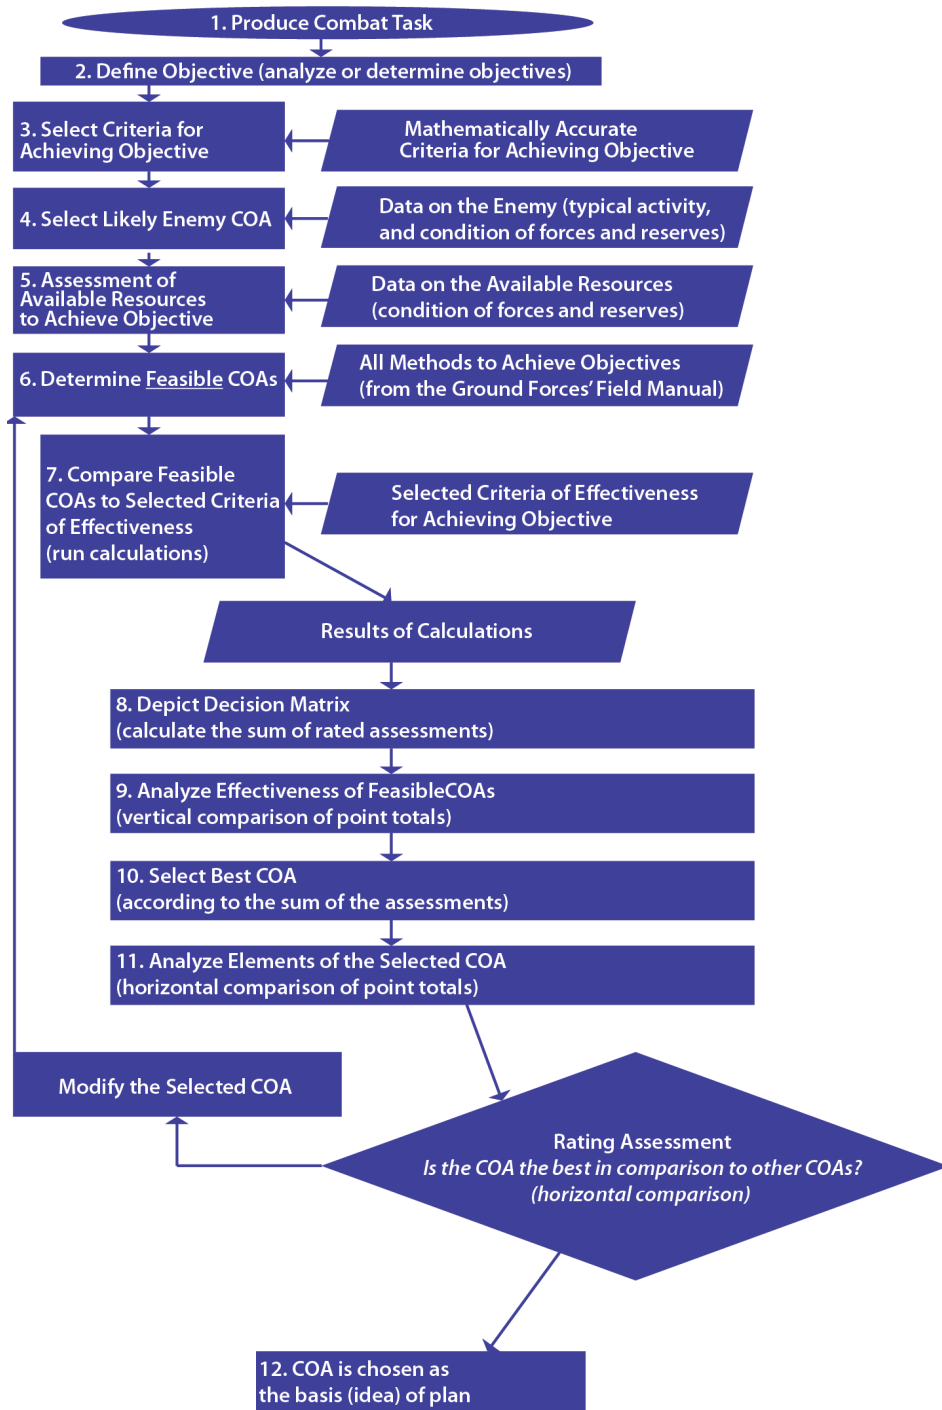 1. Produce Combat Task
2. Define Objective (analyze or determine objectives)
3. Select Criteria for
Achieving Objective
Mathematically Accurate
Criteria for Achieving Objective
4. Select Likely Enemy COA
Data on the Enemy (typical activity,
and condition of forces and reserves)
5. Assessment of
Available Resources
to Achieve Objective
Data on the Available Resources
(condition of forces and reserves)
6. Determine Feasible COAs
All Methods to Achieve Objectives
(from the Ground Forces' Field Manual)
7. Compare Feasible
COAs to Selected Criteria
of Effectiveness
(run calculations)
Selected Criteria of Effectiveness
for Achieving Objective
Results of Calculations
8. Depict Decision Matrix
(calculate the sum of rated assessments)
9. Analyze Effectiveness of FeasibleCOAs
(vertical comparison of point totals)
10. Select Best COA
(according to the sum of the assessments)
11. Analyze Elements of the Selected COA
(horizontal comparison of point totals)
Modify the Selected COA
Rating Assessment
Is the COA the best in comparison to other COAs?
(horizontal comparison)
12. COA is chosen as
the basis (idea) of plan